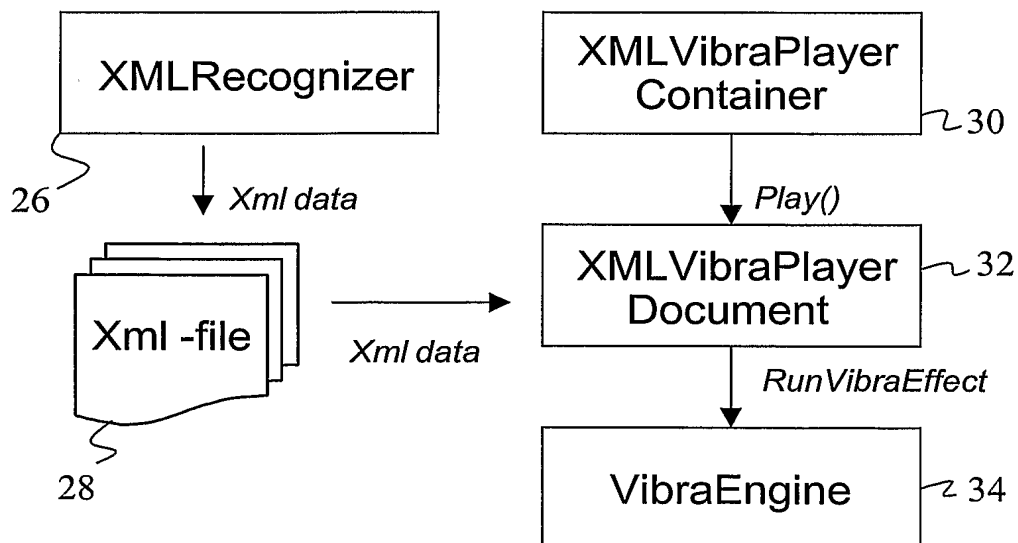 XMLRecognizer
26
Xml data
Xml -file
28
Xml data
XMLVibraPlayer
Container
30
Play()
XMLVibraPlayer
Document
32
RunVibraEffect
VibraEngine
34